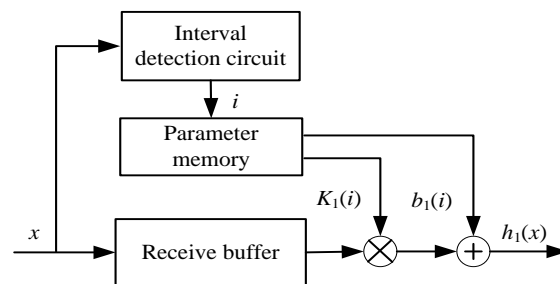 Interval
detection circuit
i
Parameter
memory
K₁(i)
b₁(i)
x
Receive buffer
h₁(x)